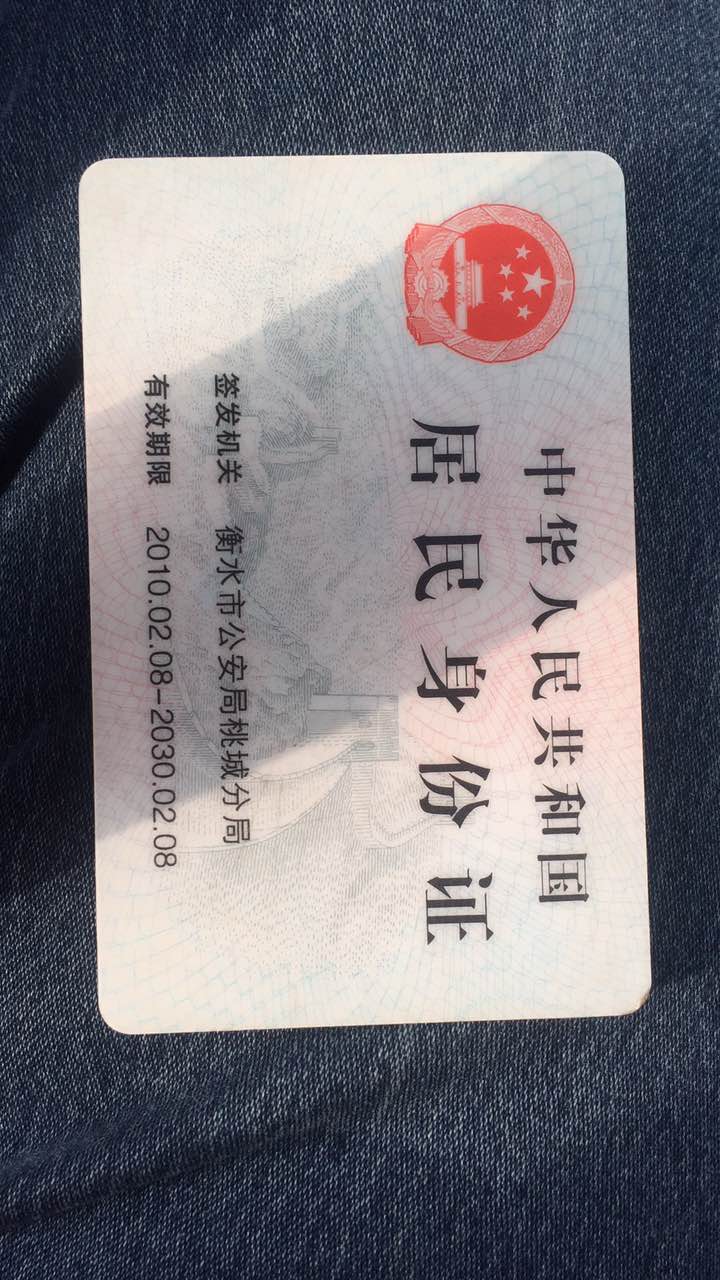 中华人民共和国
居民身份证
签发机关 衡水市公安局桃城分局
有效期限 2010.02.08-2030.02.08